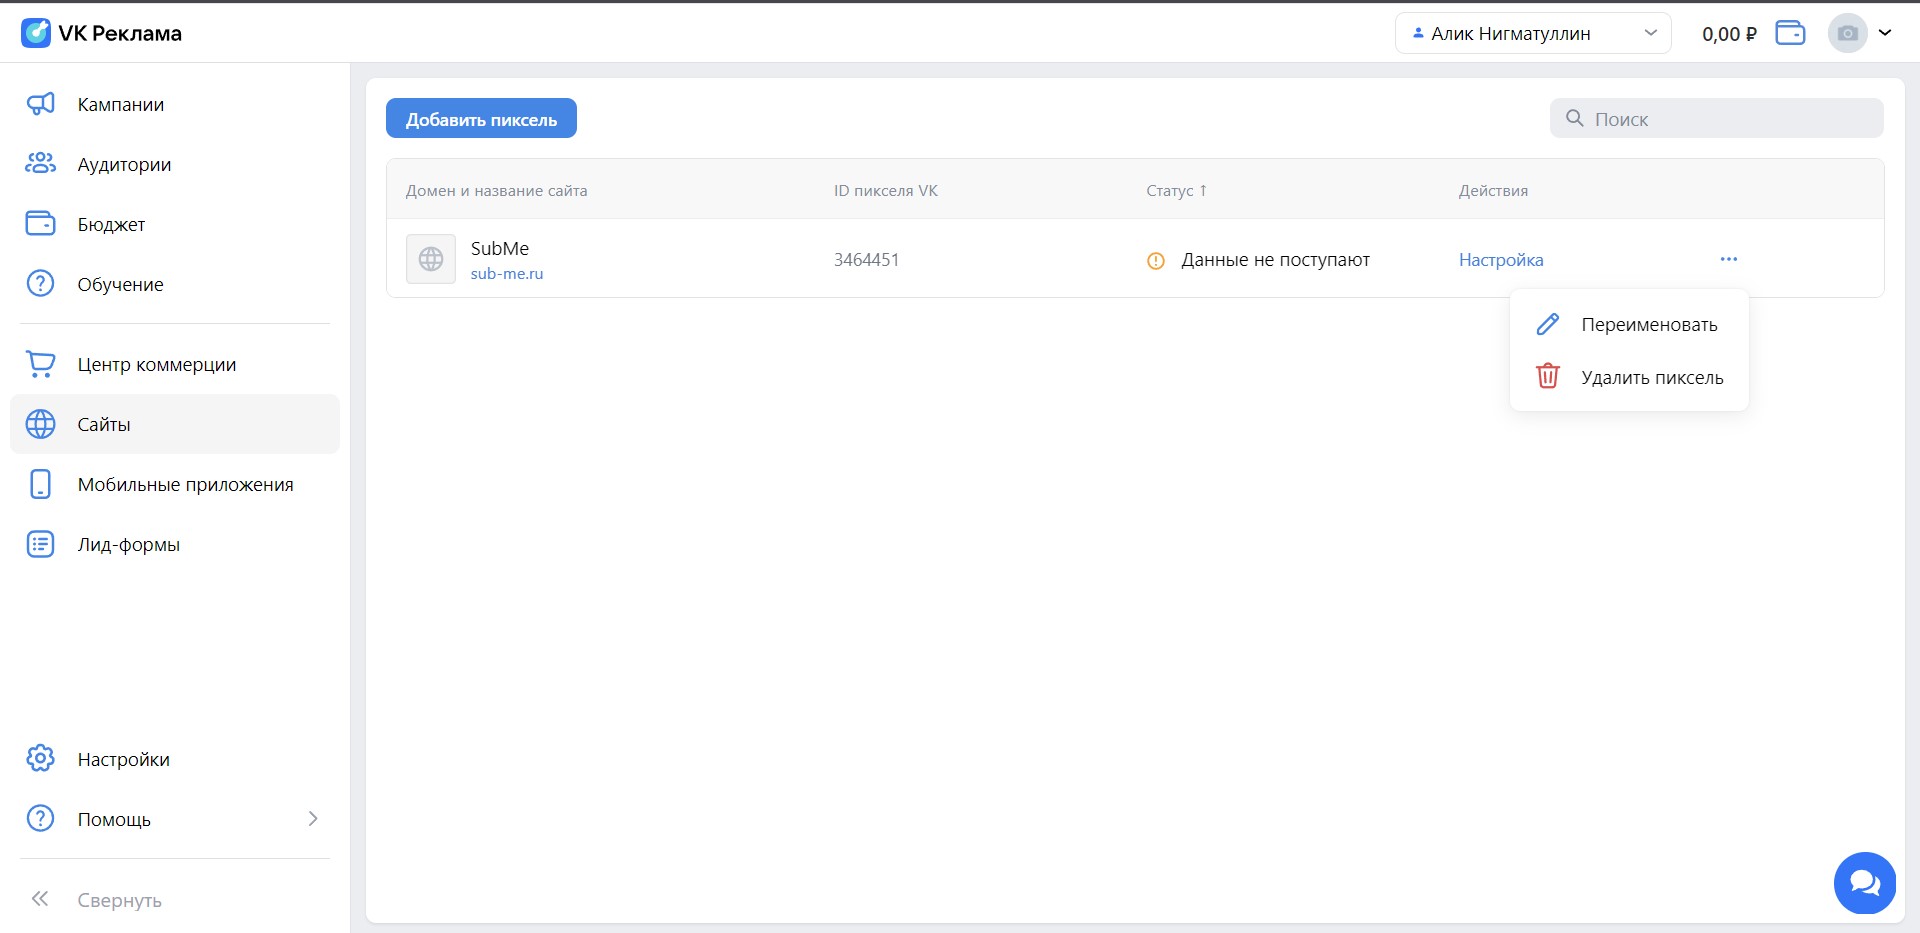 VK Реклама
Алик Нигматуллин
0,00 ₽
Кампании
Аудитории
Бюджет
Обучение
Центр коммерции
Сайты
Мобильные приложения
Лид-формы
Настройки
Помощь
Свернуть
Добавить пиксель
Поиск
Домен и название сайта
ID пикселя VK
Статус ↑
Действия
SubMe
sub-me.ru
3464451
Данные не поступают
Настройка
Переименовать
Удалить пиксель